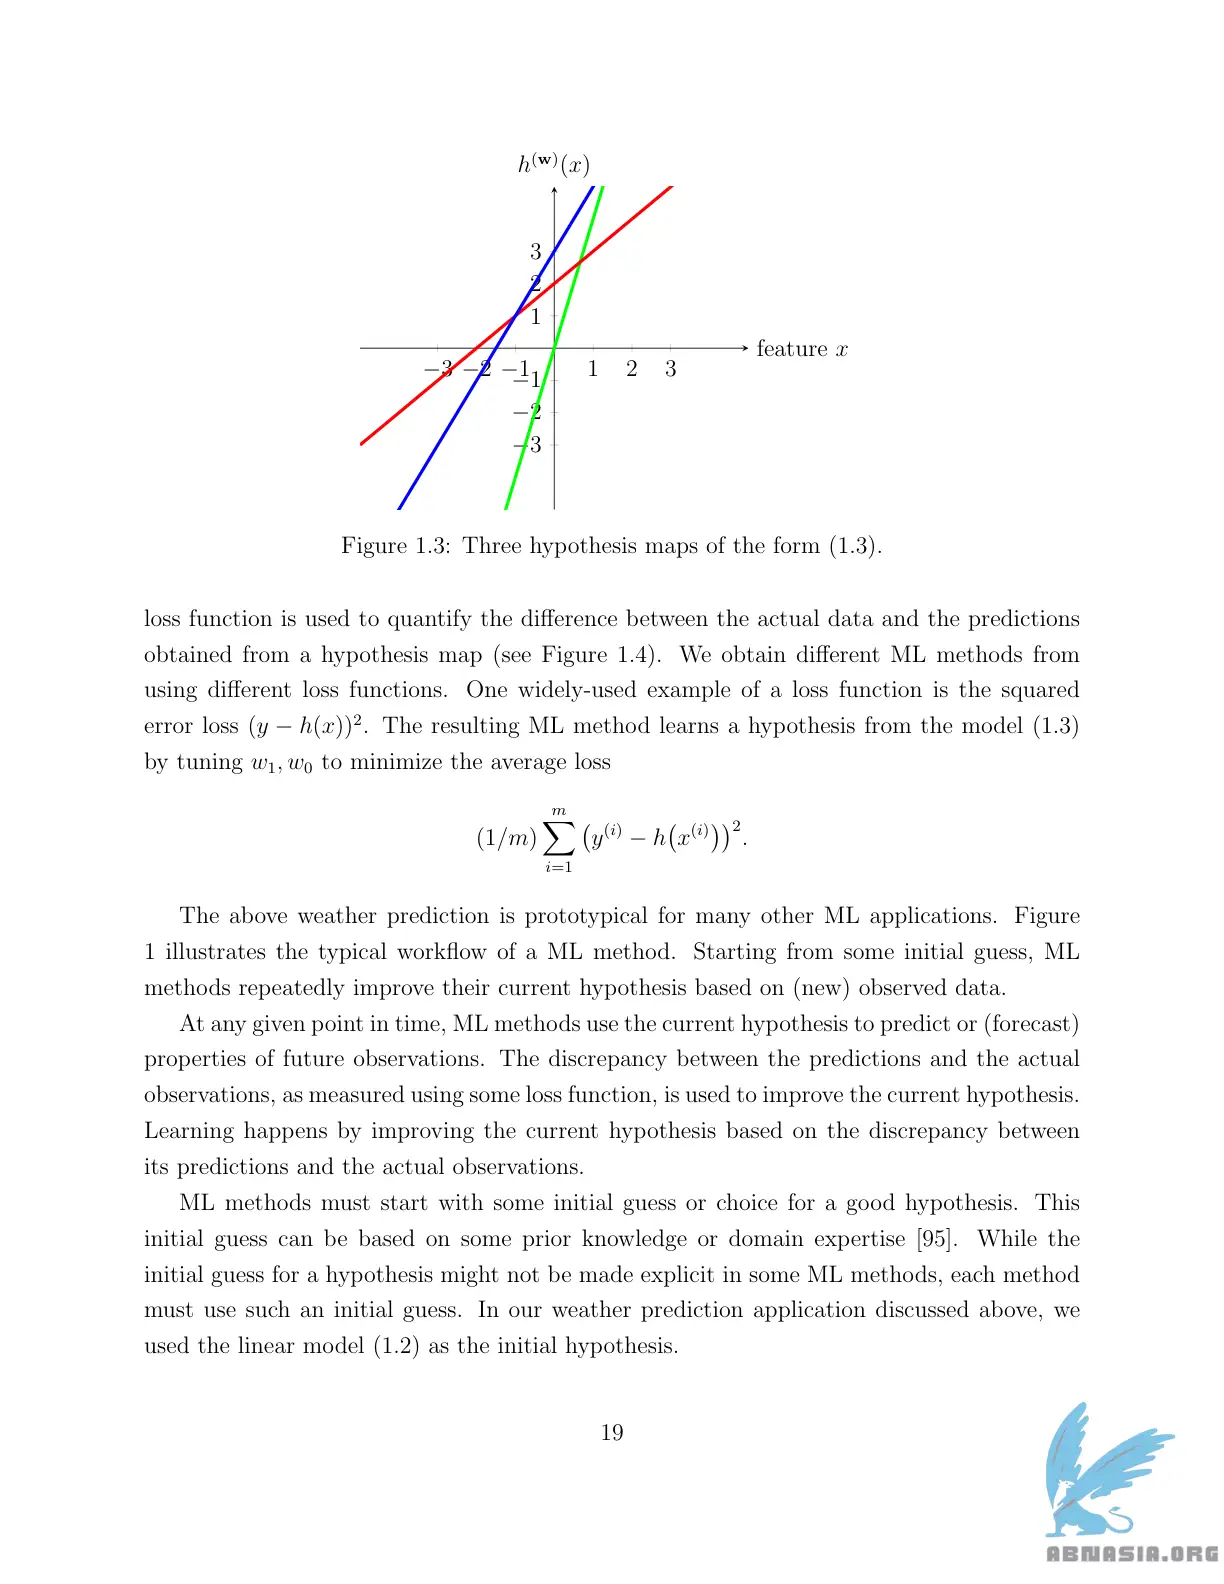 h^(w)(x)
3
2
1
feature x
−3 −2 −1 1 2 3
−1
−2
−3
Figure 1.3: Three hypothesis maps of the form (1.3).
loss function is used to quantify the difference between the actual data and the predictions
obtained from a hypothesis map (see Figure 1.4). We obtain different ML methods from
using different loss functions. One widely-used example of a loss function is the squared
error loss (y − h(x))². The resulting ML method learns a hypothesis from the model (1.3)
by tuning w₁, w₀ to minimize the average loss
(1/m) ∑_{i=1}^{m} (y^(i) − h(x^(i)))².
The above weather prediction is prototypical for many other ML applications. Figure
1 illustrates the typical workflow of a ML method. Starting from some initial guess, ML
methods repeatedly improve their current hypothesis based on (new) observed data.
At any given point in time, ML methods use the current hypothesis to predict or (forecast)
properties of future observations. The discrepancy between the predictions and the actual
observations, as measured using some loss function, is used to improve the current hypothesis.
Learning happens by improving the current hypothesis based on the discrepancy between
its predictions and the actual observations.
ML methods must start with some initial guess or choice for a good hypothesis. This
initial guess can be based on some prior knowledge or domain expertise [95]. While the
initial guess for a hypothesis might not be made explicit in some ML methods, each method
must use such an initial guess. In our weather prediction application discussed above, we
used the linear model (1.2) as the initial hypothesis.
19
ABNASIA.ORG